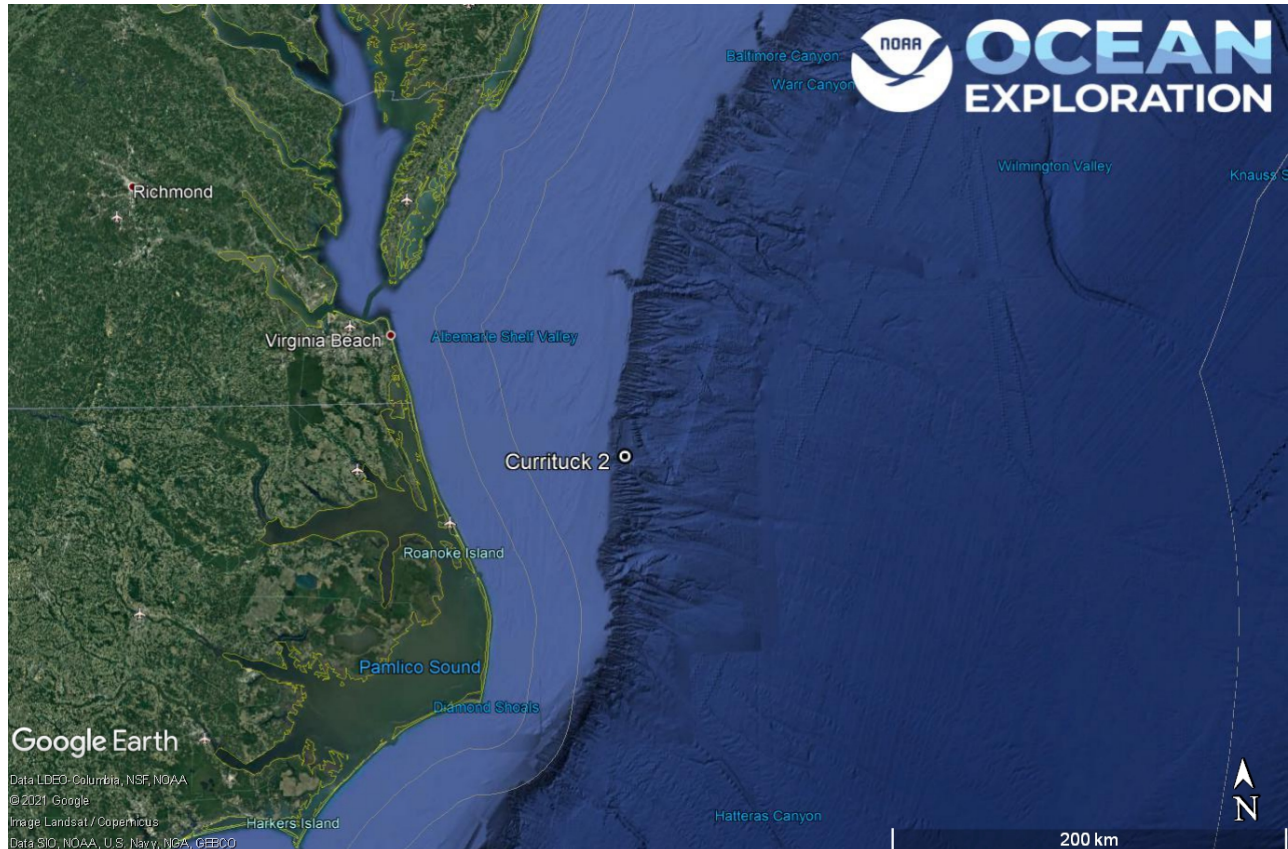 NOAA
OCEAN
EXPLORATION
Baltimore Canyon
Warr Canyon
Wilmington Valley
Knauss S
Richmond
Virginia Beach
Albemarle Shelf Valley
Currituck 2
Roanoke Island
Pamlico Sound
Diamond Shoals
Google Earth
Data LDEO-Columbia, NSF, NOAA
© 2021 Google
Image Landsat / Copernicus
Harkers Island
Data SIO, NOAA, U.S. Navy, NGA, GEBCO
Hatteras Canyon
N
200 km